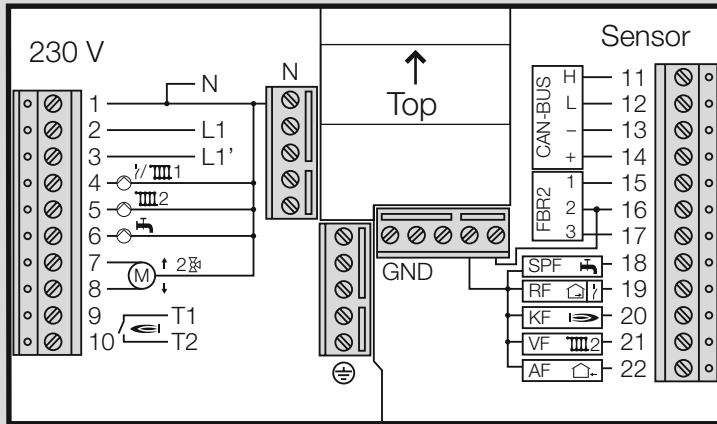 230 V
Sensor
N
Top
1 N
2 L1
3 L1'
4 1
5 2
6
7
8
M 2
9 T1
10 T2
GND
CAN-BUS
H 11
L 12
– 13
+ 14
FBR2
1 15
2 16
3 17
SPF 18
RF 19
KF 20
VF 2 21
AF 22